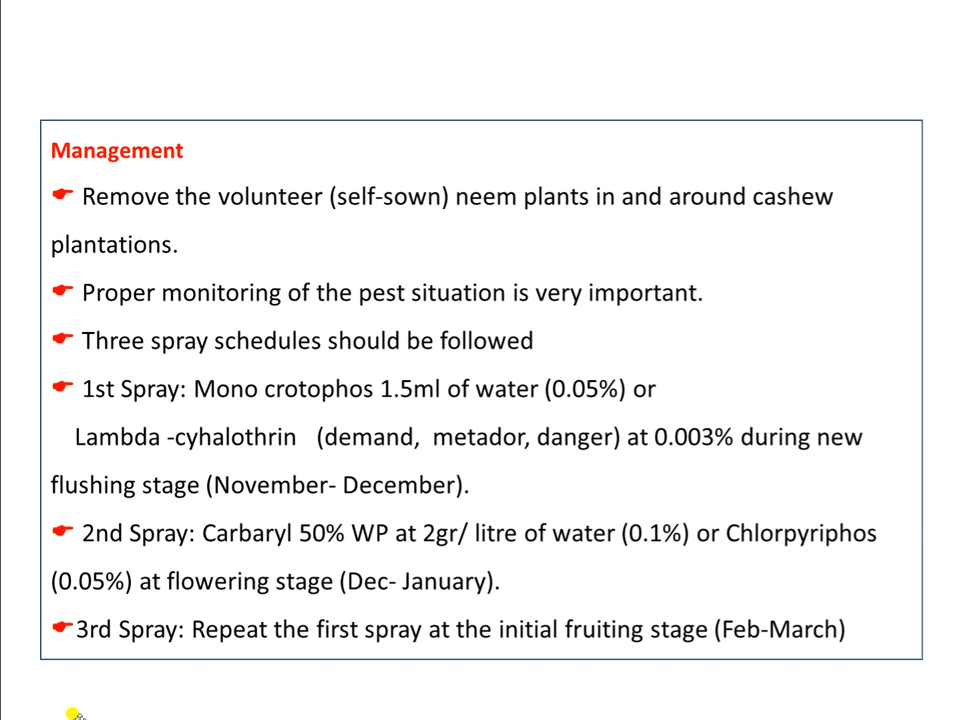 Management
Remove the volunteer (self-sown) neem plants in and around cashew
plantations.
Proper monitoring of the pest situation is very important.
Three spray schedules should be followed
1st Spray: Mono crotophos 1.5ml of water (0.05%) or
Lambda -cyhalothrin (demand, metador, danger) at 0.003% during new
flushing stage (November- December).
2nd Spray: Carbaryl 50% WP at 2gr/ litre of water (0.1%) or Chlorpyriphos
(0.05%) at flowering stage (Dec- January).
3rd Spray: Repeat the first spray at the initial fruiting stage (Feb-March)